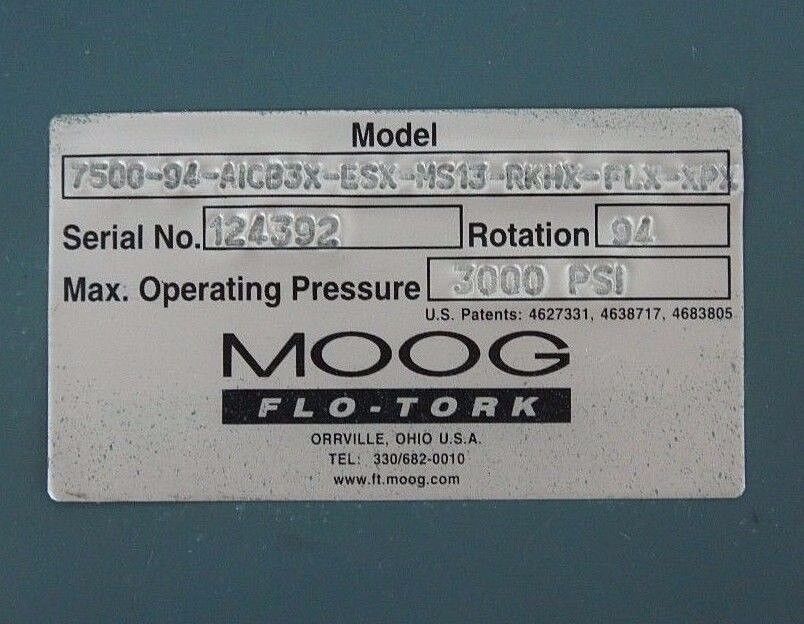 Model
7500-94-AICB3X-ESX-MS13-RKHX-FLX-XPX
Serial No. 124392 Rotation 94
Max. Operating Pressure 3000 PSI
U.S. Patents: 4627331, 4638717, 4683805
MOOG
FLO-TORK
ORRVILLE, OHIO U.S.A.
TEL: 330/682-0010
www.ft.moog.com